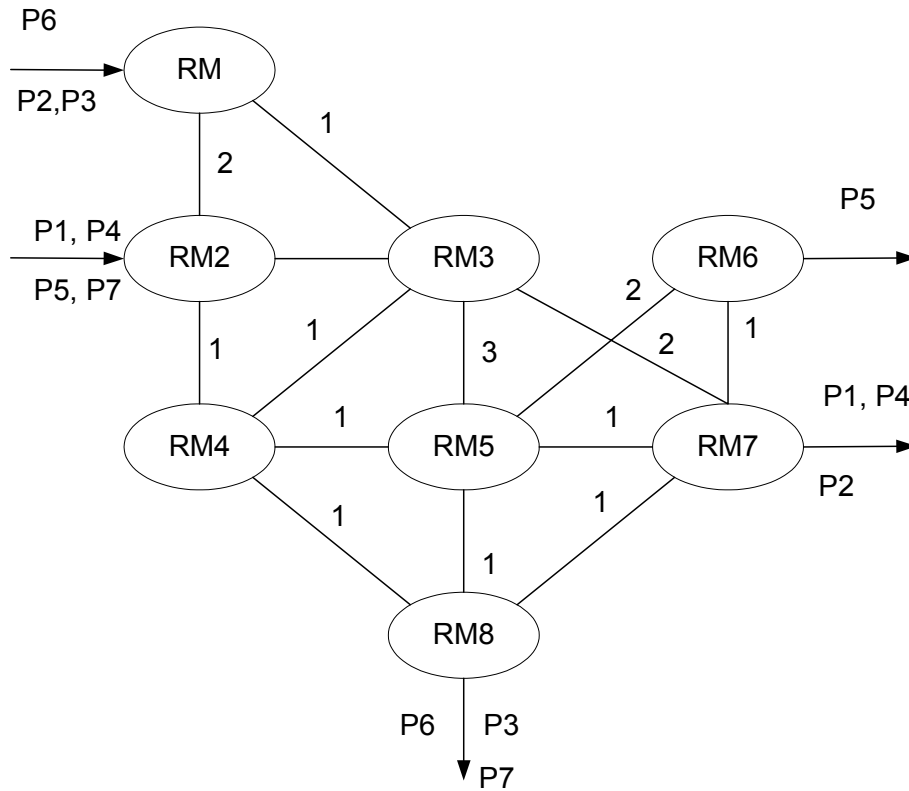 P6
RM
P2,P3
1
2
P5
P1, P4
RM2
RM3
RM6
P5, P7
2
1
1
3
2
1
P1, P4
RM4
1
RM5
1
RM7
P2
1
1
1
RM8
P6
P3
P7